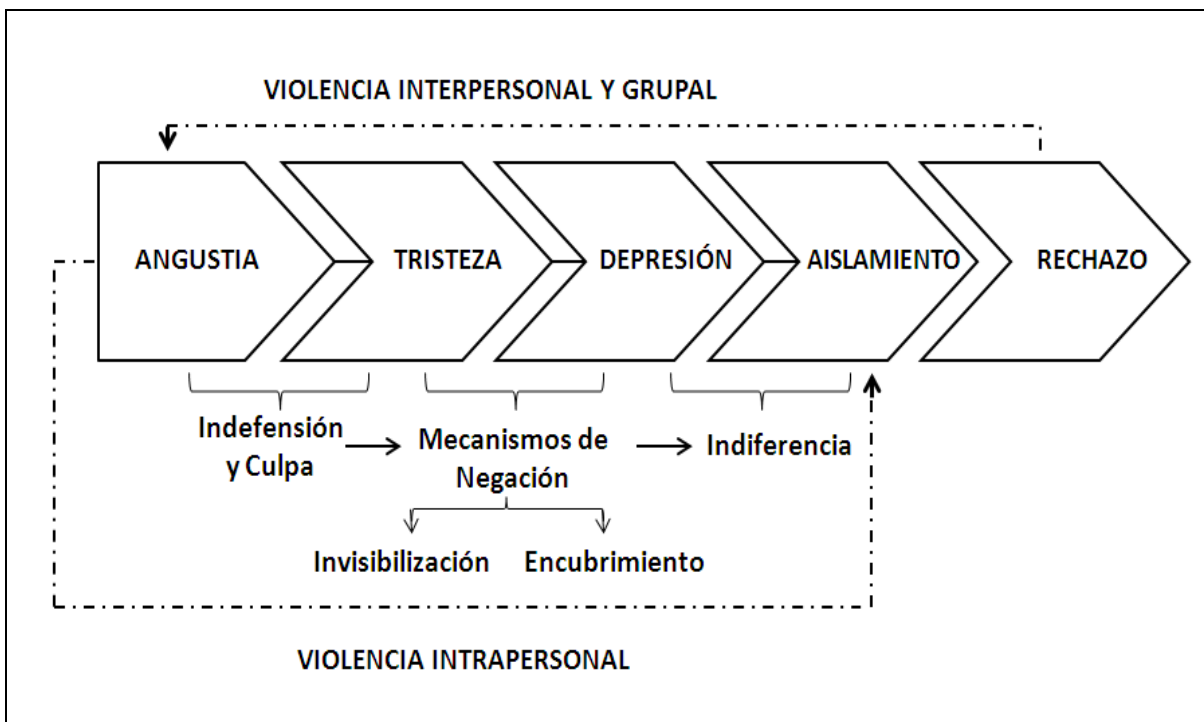 VIOLENCIA INTERPERSONAL Y GRUPAL
ANGUSTIA
TRISTEZA
DEPRESIÓN
AISLAMIENTO
RECHAZO
Indefensión
y Culpa
Mecanismos de
Negación
Indiferencia
Invisibilización
Encubrimiento
VIOLENCIA INTRAPERSONAL